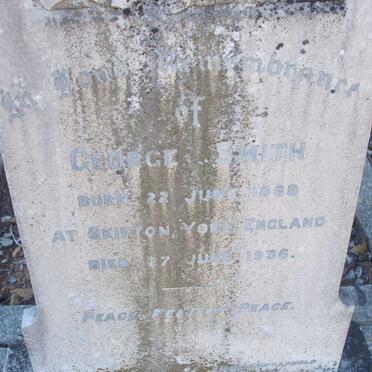 In Loving Remembrance
of
GEORGE SMITH
BORN 22 JUNE 1868
AT SKIPTON, YORK, ENGLAND
DIED 27 JUNE 1936.
PEACE, PERFECT PEACE.